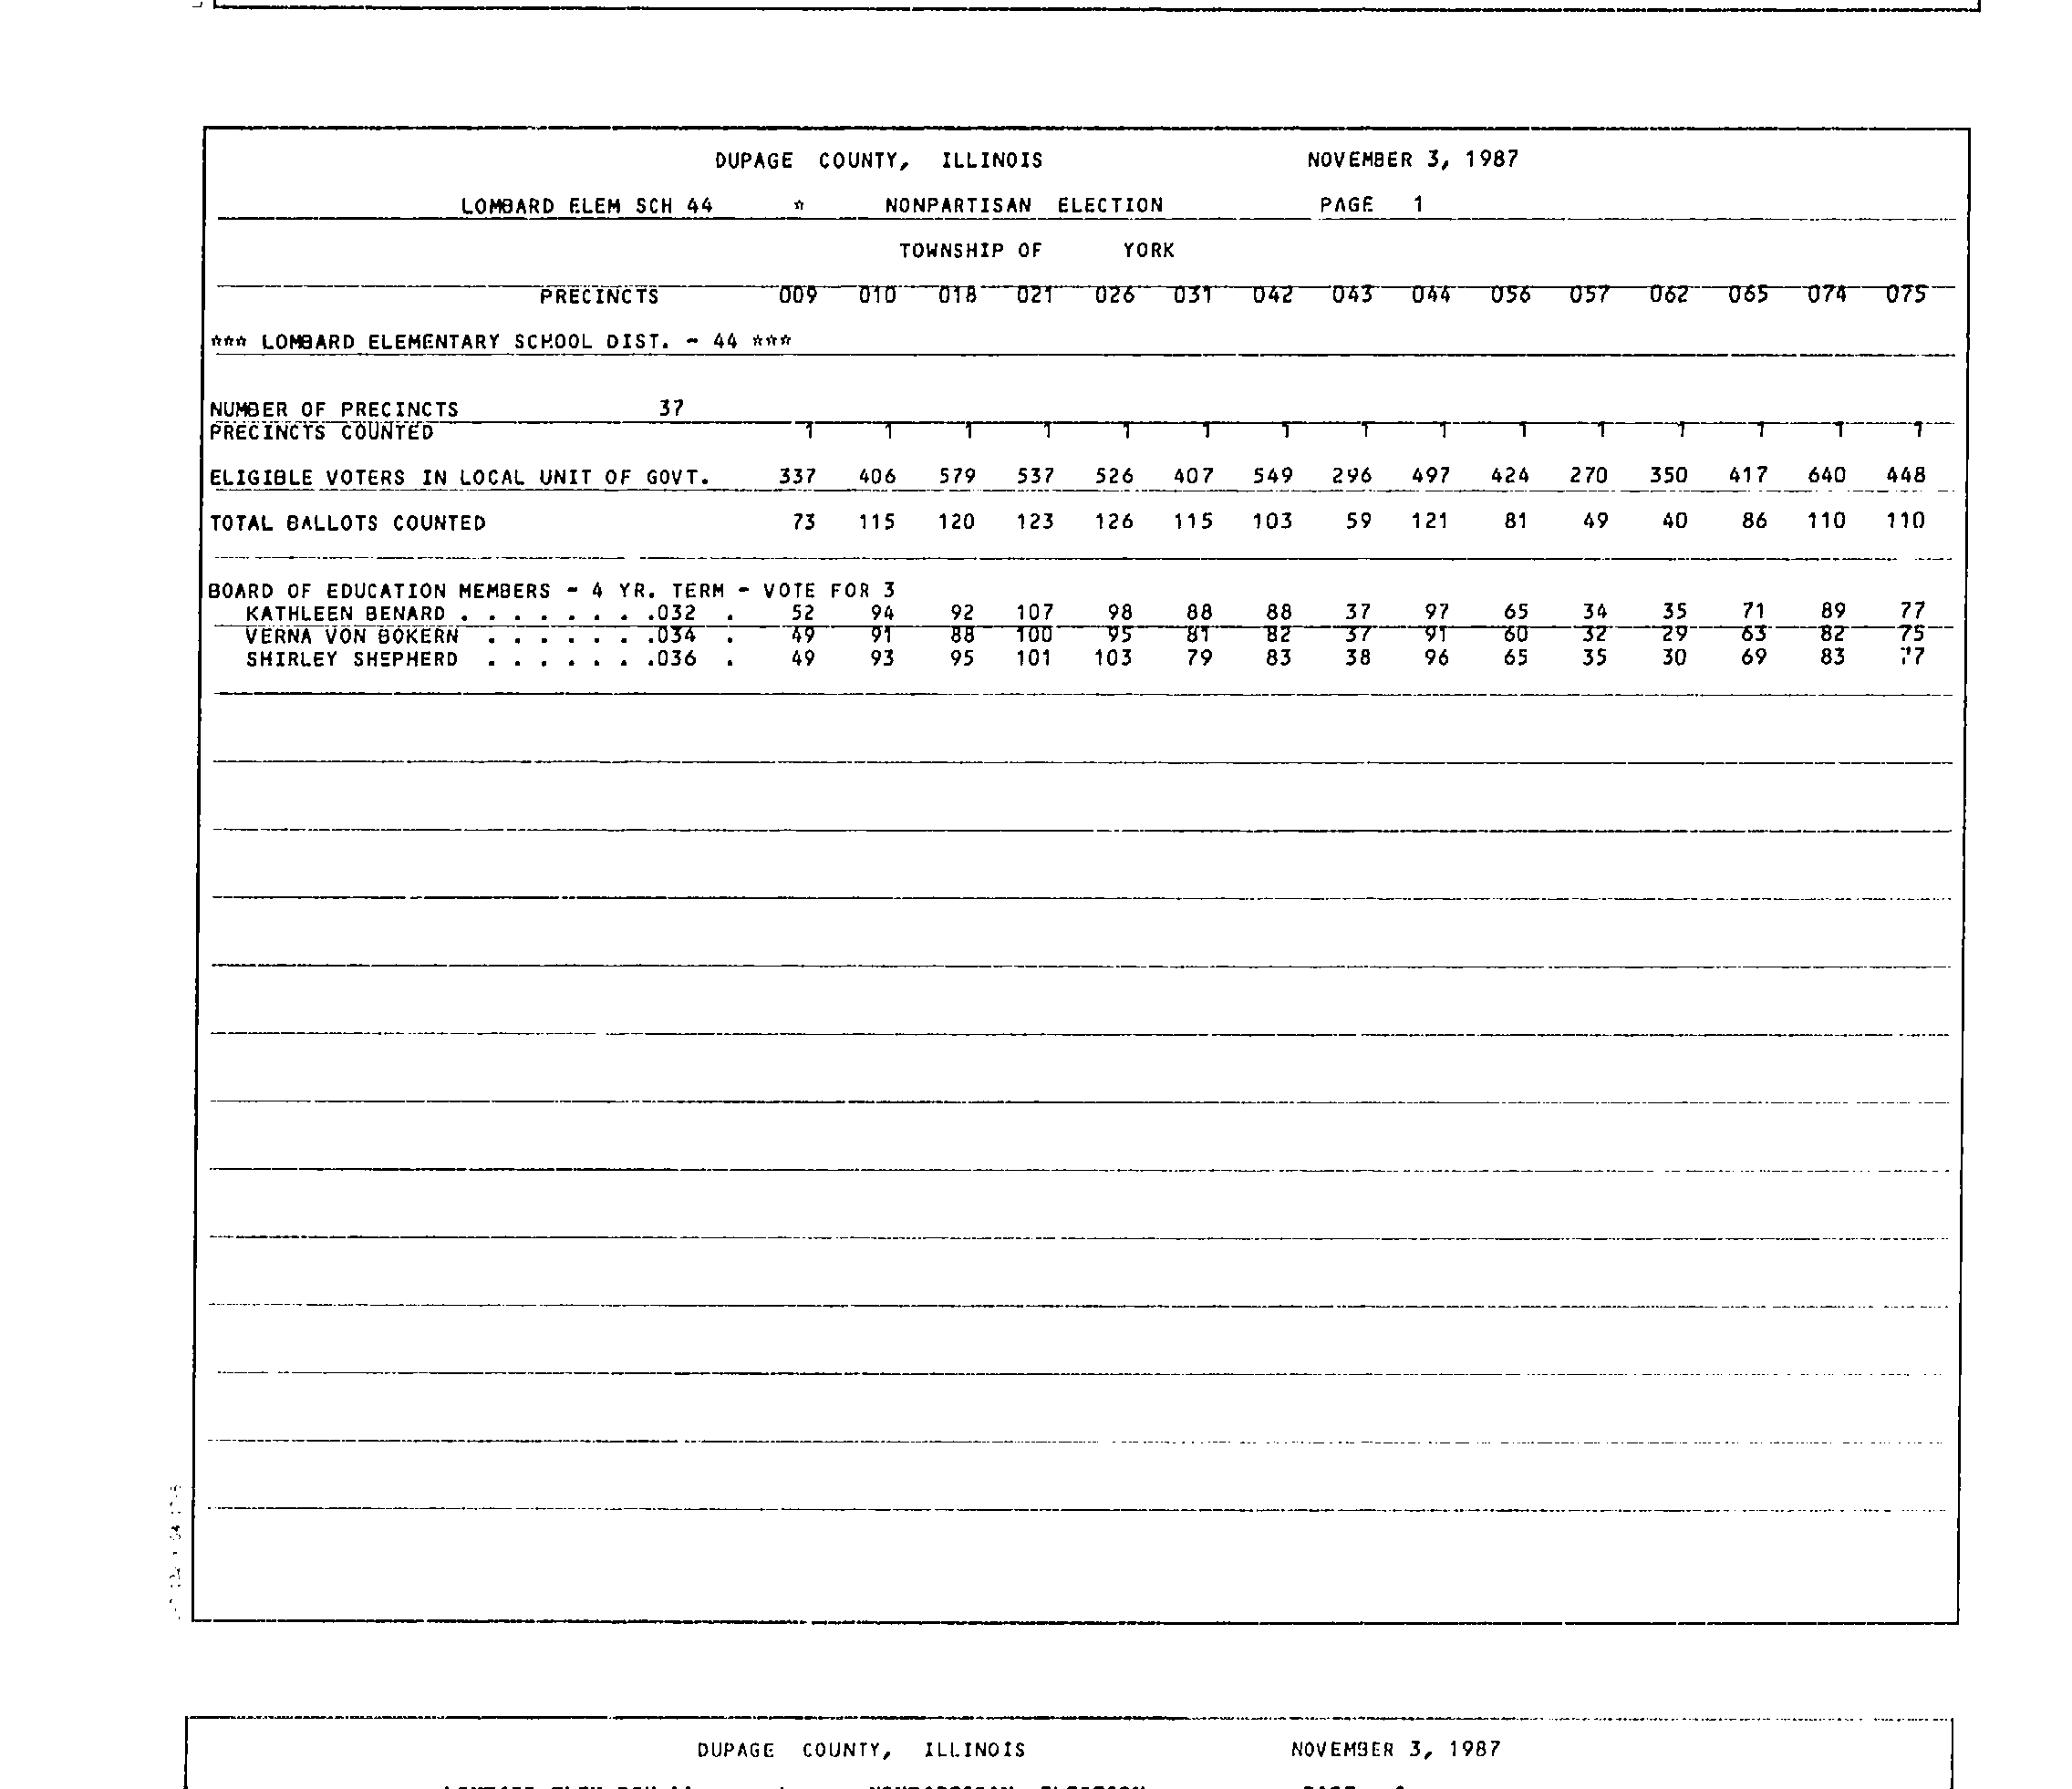 DUPAGE COUNTY, ILLINOIS NOVEMBER 3, 1987
LOMBARD ELEM SCH 44 * NONPARTISAN ELECTION PAGE 1
TOWNSHIP OF YORK
PRECINCTS 009 010 018 021 026 031 042 043 044 056 057 062 065 074 075
*** LOMBARD ELEMENTARY SCHOOL DIST. - 44 ***
NUMBER OF PRECINCTS 37
PRECINCTS COUNTED 1 1 1 1 1 1 1 1 1 1 1 1 1 1 1
ELIGIBLE VOTERS IN LOCAL UNIT OF GOVT. 337 406 579 537 526 407 549 296 497 424 270 350 417 640 448
TOTAL BALLOTS COUNTED 73 115 120 123 126 115 103 59 121 81 49 40 86 110 110
BOARD OF EDUCATION MEMBERS - 4 YR. TERM - VOTE FOR 3
KATHLEEN BENARD . . . . . . . .032 . 52 94 92 107 98 88 88 37 97 65 34 35 71 89 77
VERNA VON BOKERN . . . . . . .034 . 49 91 88 100 95 81 82 37 91 60 32 29 63 82 75
SHIRLEY SHEPHERD . . . . . . .036 . 49 93 95 101 103 79 83 38 96 65 35 30 69 83 77
DUPAGE COUNTY, ILLINOIS NOVEMBER 3, 1987